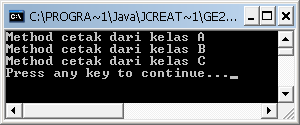 C:\PROGRA~1\Java\JCREAT~1\GE2...
Method cetak dari kelas A
Method cetak dari kelas B
Method cetak dari kelas C
Press any key to continue..._